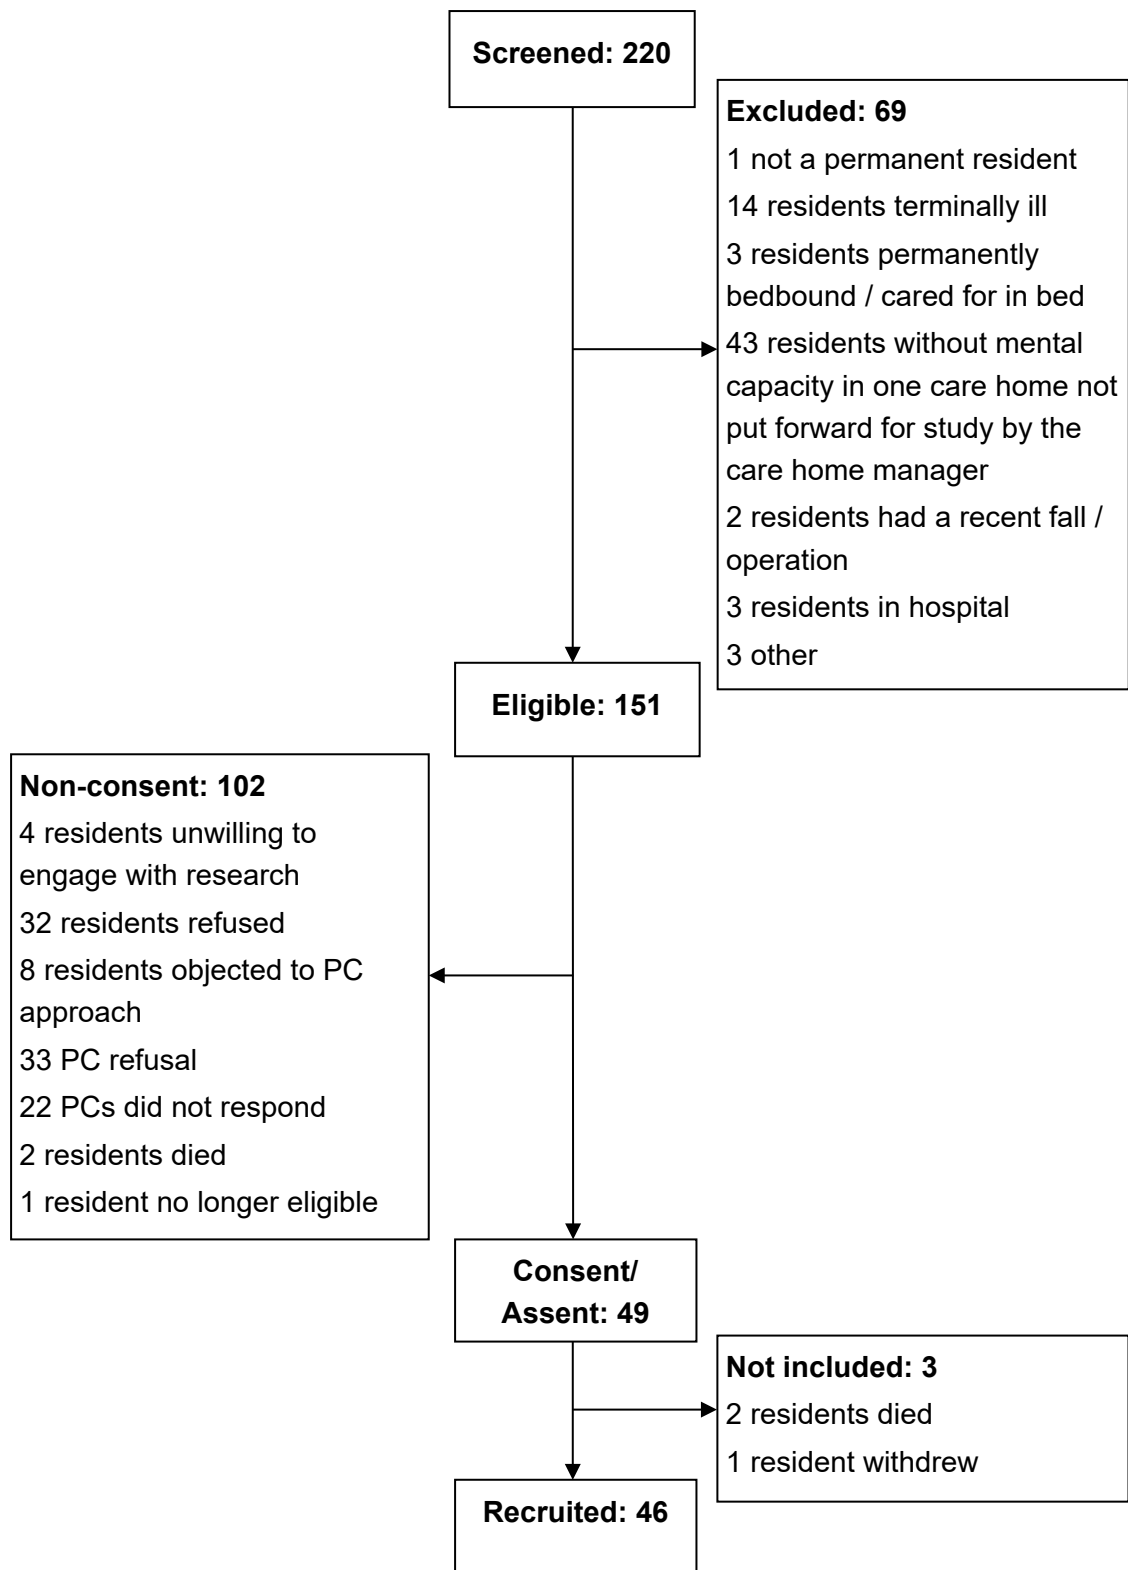 Screened: 220
Excluded: 69
1 not a permanent resident
14 residents terminally ill
3 residents permanently
bedbound / cared for in bed
43 residents without mental
capacity in one care home not
put forward for study by the
care home manager
2 residents had a recent fall /
operation
3 residents in hospital
3 other
Eligible: 151
Non-consent: 102
4 residents unwilling to
engage with research
32 residents refused
8 residents objected to PC
approach
33 PC refusal
22 PCs did not respond
2 residents died
1 resident no longer eligible
Consent/
Assent: 49
Not included: 3
2 residents died
1 resident withdrew
Recruited: 46